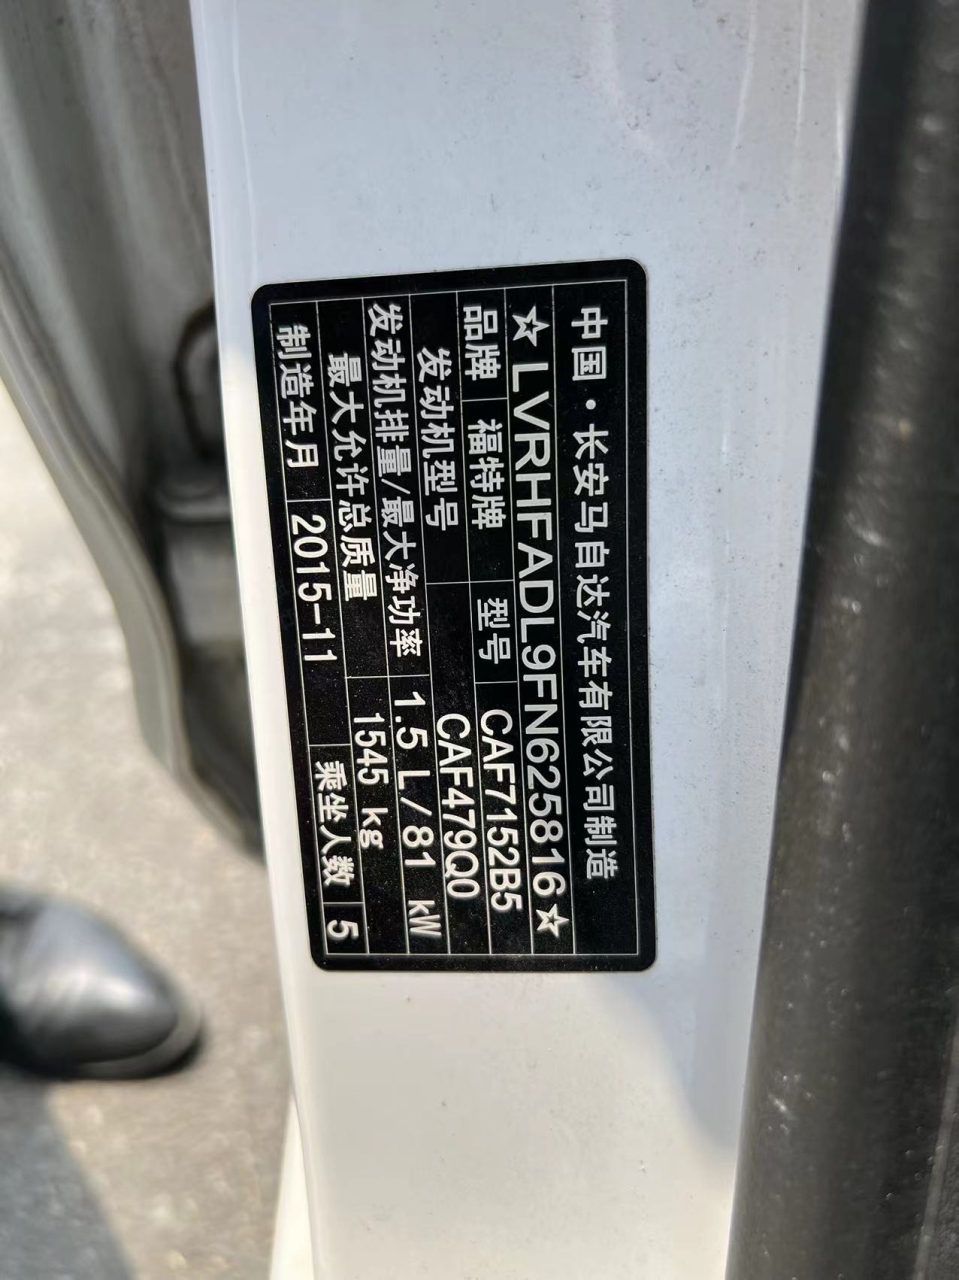 中国·长安马自达汽车有限公司制造
☆LVRHFADL9FN625816☆
品牌 福特牌 型号 CAF7152B5
发动机型号 CAF479Q0
发动机排量/最大净功率 1.5 L/81 kW
最大允许总质量 1545 kg
制造年月 2015-11 乘坐人数 5